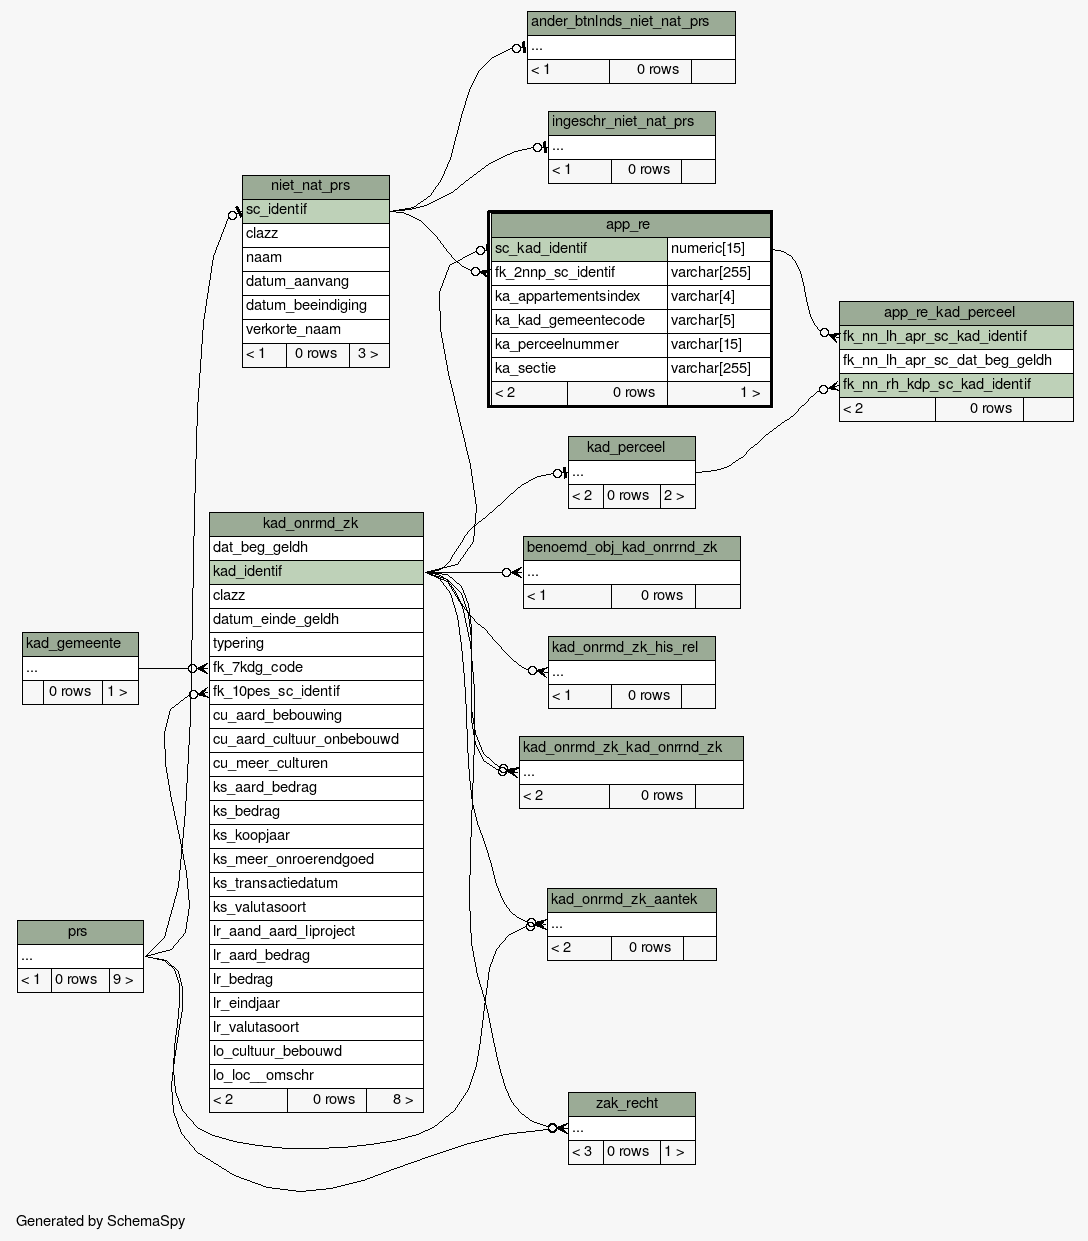 ander_btnlnds_niet_nat_prs
...
< 1 0 rows
ingeschr_niet_nat_prs
...
< 1 0 rows
niet_nat_prs
sc_identif
clazz
naam
datum_aanvang
datum_beeindiging
verkorte_naam
< 1 0 rows 3 >
app_re
sc_kad_identif numeric[15]
fk_2nnp_sc_identif varchar[255]
ka_appartementsindex varchar[4]
ka_kad_gemeentecode varchar[5]
ka_perceelnummer varchar[15]
ka_sectie varchar[255]
< 2 0 rows 1 >
app_re_kad_perceel
fk_nn_lh_apr_sc_kad_identif
fk_nn_lh_apr_sc_dat_beg_geldh
fk_nn_rh_kdp_sc_kad_identif
< 2 0 rows
kad_perceel
...
< 2 0 rows 2 >
kad_onrrnd_zk
dat_beg_geldh
kad_identif
clazz
datum_einde_geldh
typering
fk_7kdg_code
fk_10pes_sc_identif
cu_aard_bebouwing
cu_aard_cultuur_onbebouwd
cu_meer_culturen
ks_aard_bedrag
ks_bedrag
ks_koopjaar
ks_meer_onroerendgoed
ks_transactiedatum
ks_valutasoort
lr_aand_aard_liproject
lr_aard_bedrag
lr_bedrag
lr_eindjaar
lr_valutasoort
lo_cultuur_bebouwd
lo_loc__omschr
< 2 0 rows 8 >
benoemd_obj_kad_onrrnd_zk
...
< 1 0 rows
kad_gemeente
...
0 rows 1 >
kad_onrrnd_zk_his_rel
...
< 1 0 rows
kad_onrrnd_zk_kad_onrrnd_zk
...
< 2 0 rows
kad_onrrnd_zk_aantek
...
< 2 0 rows
prs
...
< 1 0 rows 9 >
zak_recht
...
< 3 0 rows 1 >
Generated by SchemaSpy